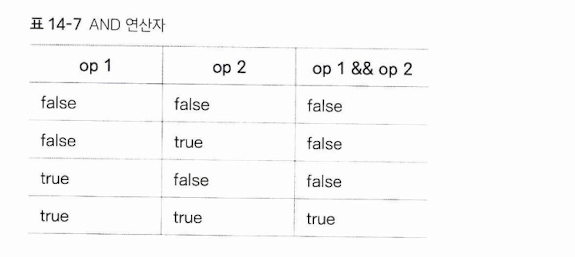 표 14-7 AND 연산자
op 1 op 2 op 1 && op 2
false false false
false true false
true false false
true true true